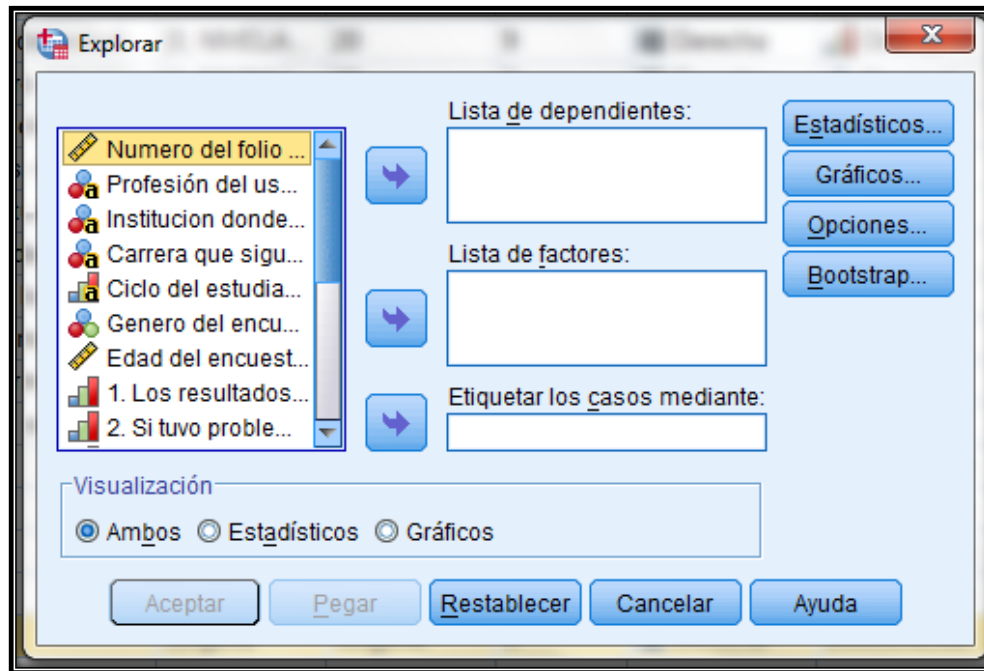 Explorar
Numero del folio ...
Profesión del us...
Institucion donde...
Carrera que sigu...
Ciclo del estudia...
Genero del encu...
Edad del encuest...
1. Los resultados...
2. Si tuvo proble...
Lista de dependientes:
Lista de factores:
Etiquetar los casos mediante:
Estadísticos...
Gráficos...
Opciones...
Bootstrap...
Visualización
Ambos Estadísticos Gráficos
Aceptar Pegar Restablecer Cancelar Ayuda